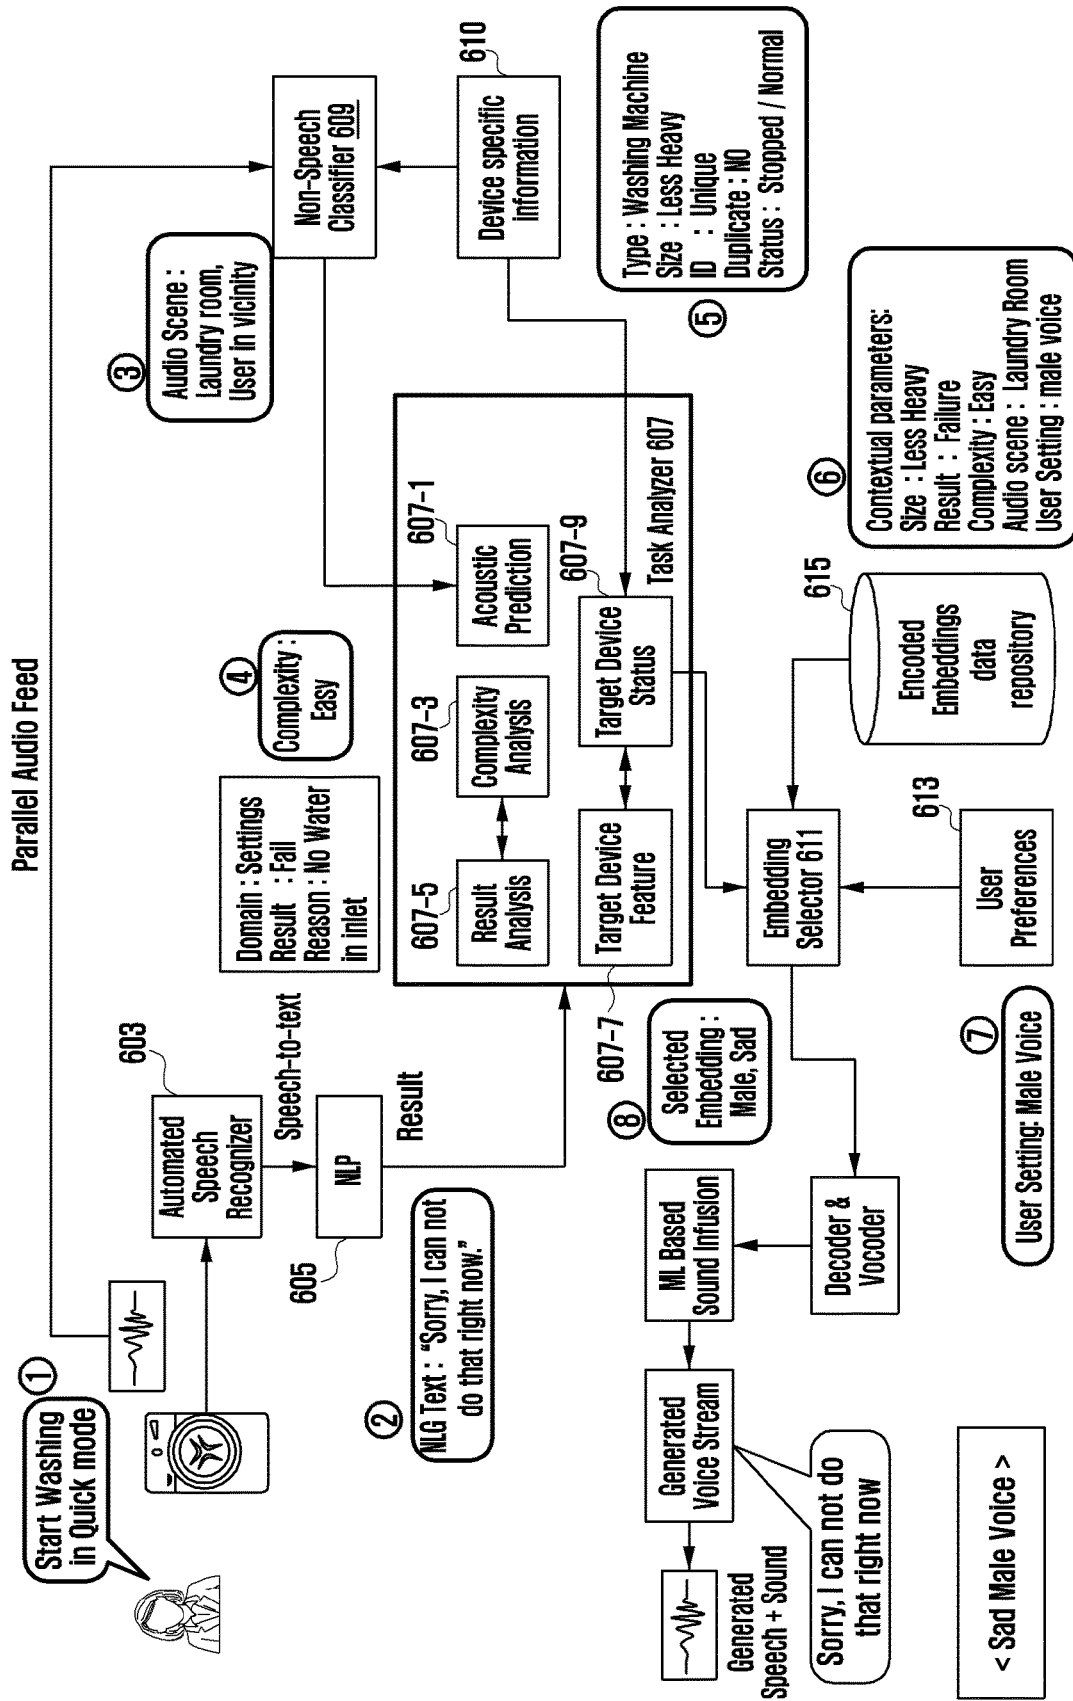 Parallel Audio Feed
①
Start Washing
in Quick mode
603
Automated
Speech
Recognizer
Speech-to-text
605
NLP
Result
②
NLG Text : “Sorry, I can not
do that right now.”
③
Audio Scene :
Laundry room,
User in vicinity
Non-Speech
Classifier 609
610
Device specific
information
④
Complexity :
Easy
Domain : Settings
Result : Fail
Reason : No Water
in inlet
607-5
Result
Analysis
607-3
Complexity
Analysis
607-1
Acoustic
Prediction
607-7
Target Device
Feature
607-9
Target Device
Status
Task Analyzer 607
⑤
Type : Washing Machine
Size : Less Heavy
ID : Unique
Duplicate : NO
Status : Stopped / Normal
⑥
Contextual parameters:
Size : Less Heavy
Result : Failure
Complexity : Easy
Audio scene : Laundry Room
User Setting : male voice
615
Encoded
Embeddings
data
repository
Embedding
Selector 611
613
User
Preferences
⑦
User Setting: Male Voice
⑧
Selected
Embedding :
Male, Sad
Decoder &
Vocoder
ML Based
Sound Infusion
Generated
Voice Stream
Generated
Speech + Sound
Sorry, I can not do
that right now
< Sad Male Voice >